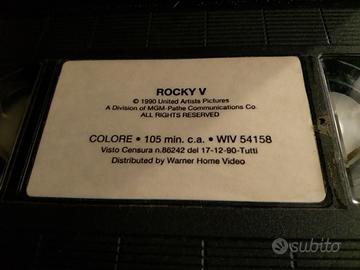 ROCKY V
© 1990 United Artists Pictures
A Division of MGM-Pathe Communications Co.
ALL RIGHTS RESERVED
COLORE • 105 min. c.a. • WIV 54158
Visto Censura n.86242 del 17-12-90-Tutti
Distributed by Warner Home Video
subito